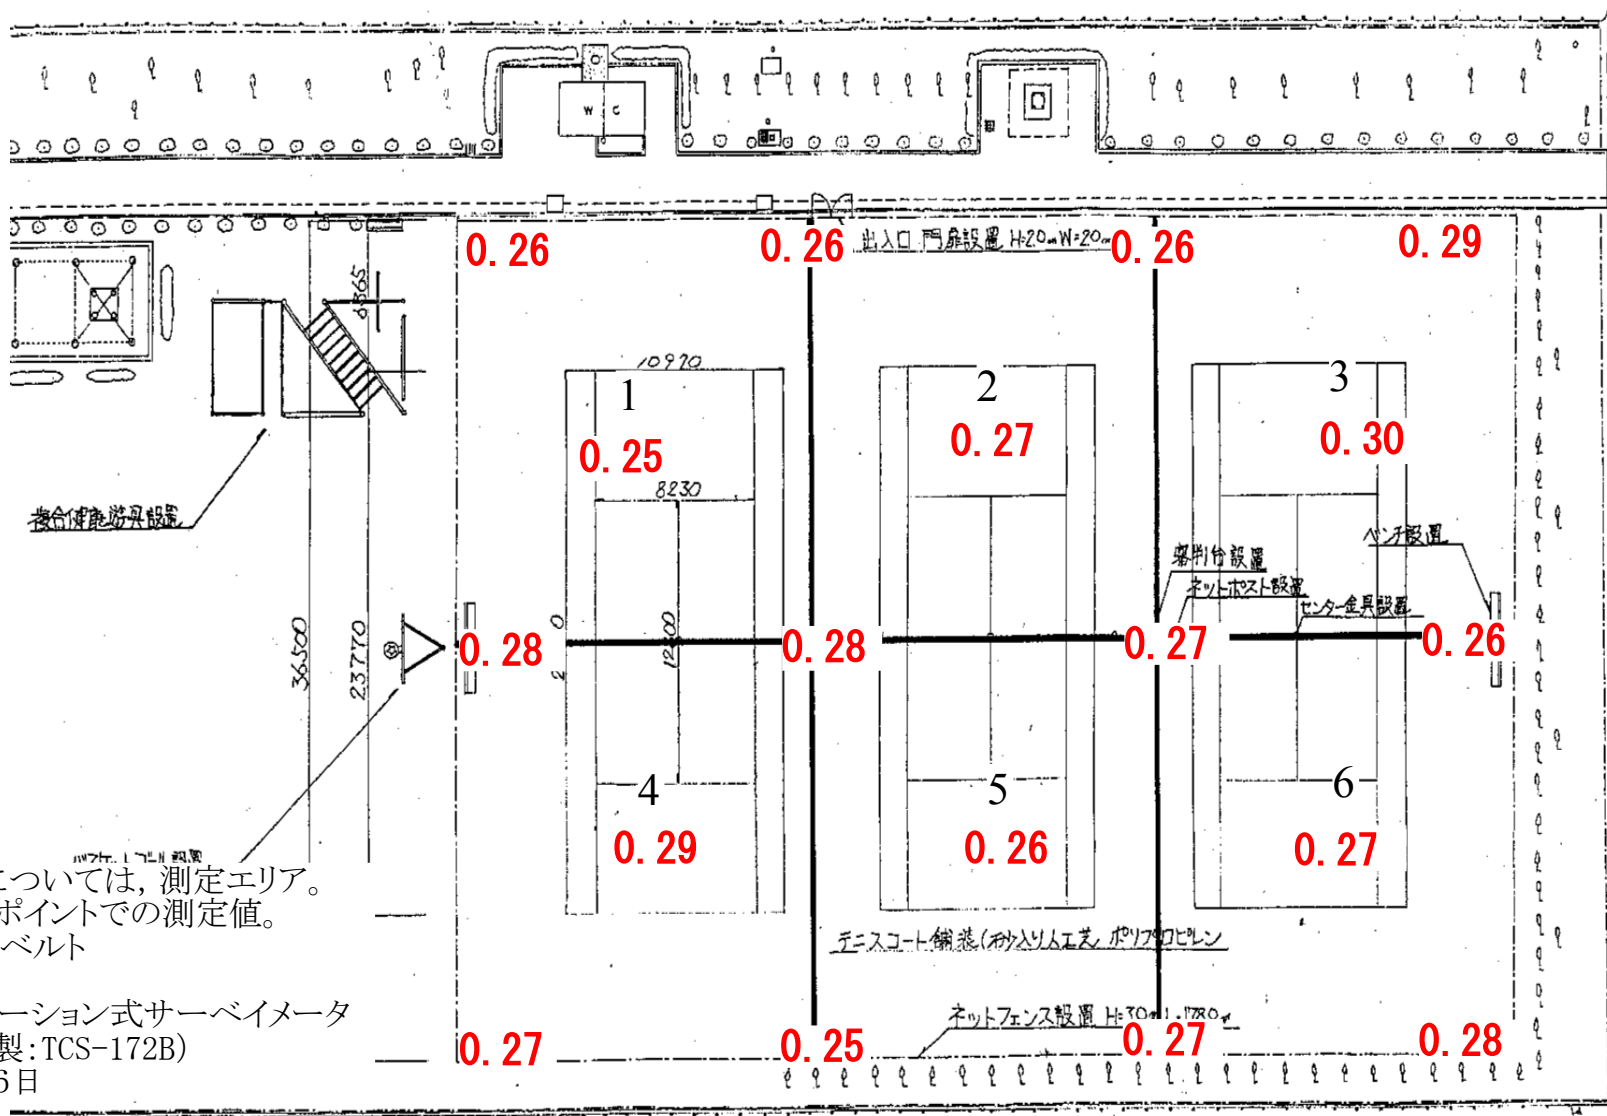 W C
出入口 門扉設置 H=2.0m W=2.0m
0.26 0.26 0.26 0.29
6365
10970
1 2 3
0.25 0.27 0.30
8230
複合健康遊具設置
ベンチ設置
審判台設置
ネットポスト設置
センター金具設置
36500
23770
12800
0.28 0.28 0.27 0.26
4 5 6
0.29 0.26 0.27
については,測定エリア。
ポイントでの測定値。
ベルト
テニスコート舗装(砂入り人工芝 ポリプロピレン
ーション式サーベイメータ
製:TCS-172B)
6日
ネットフェンス設置
0.27 0.25 0.27 0.28